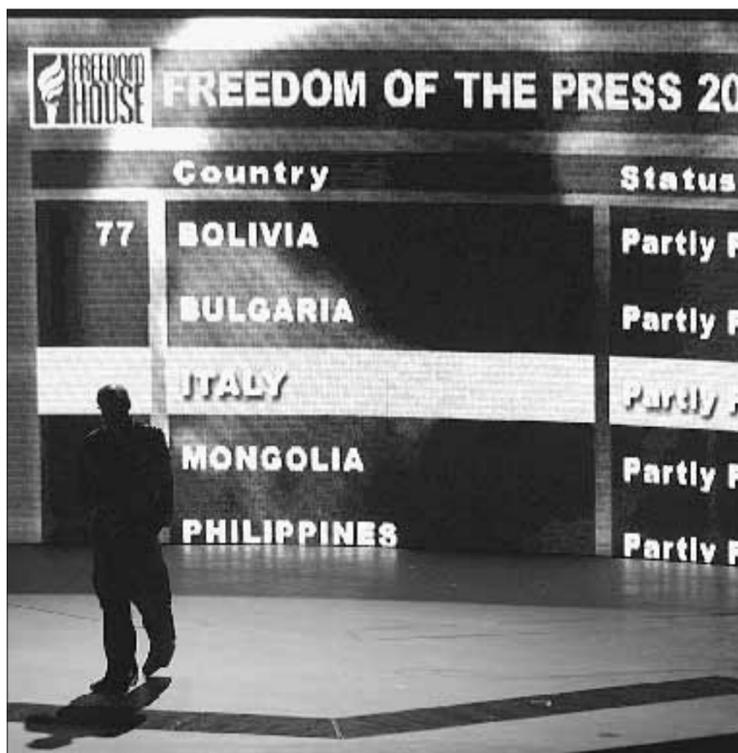 FREEDOM
HOUSE
FREEDOM OF THE PRESS 20
Country Status
77 BOLIVIA Partly F
BULGARIA Partly F
ITALY Partly F
MONGOLIA Partly F
PHILIPPINES Partly F